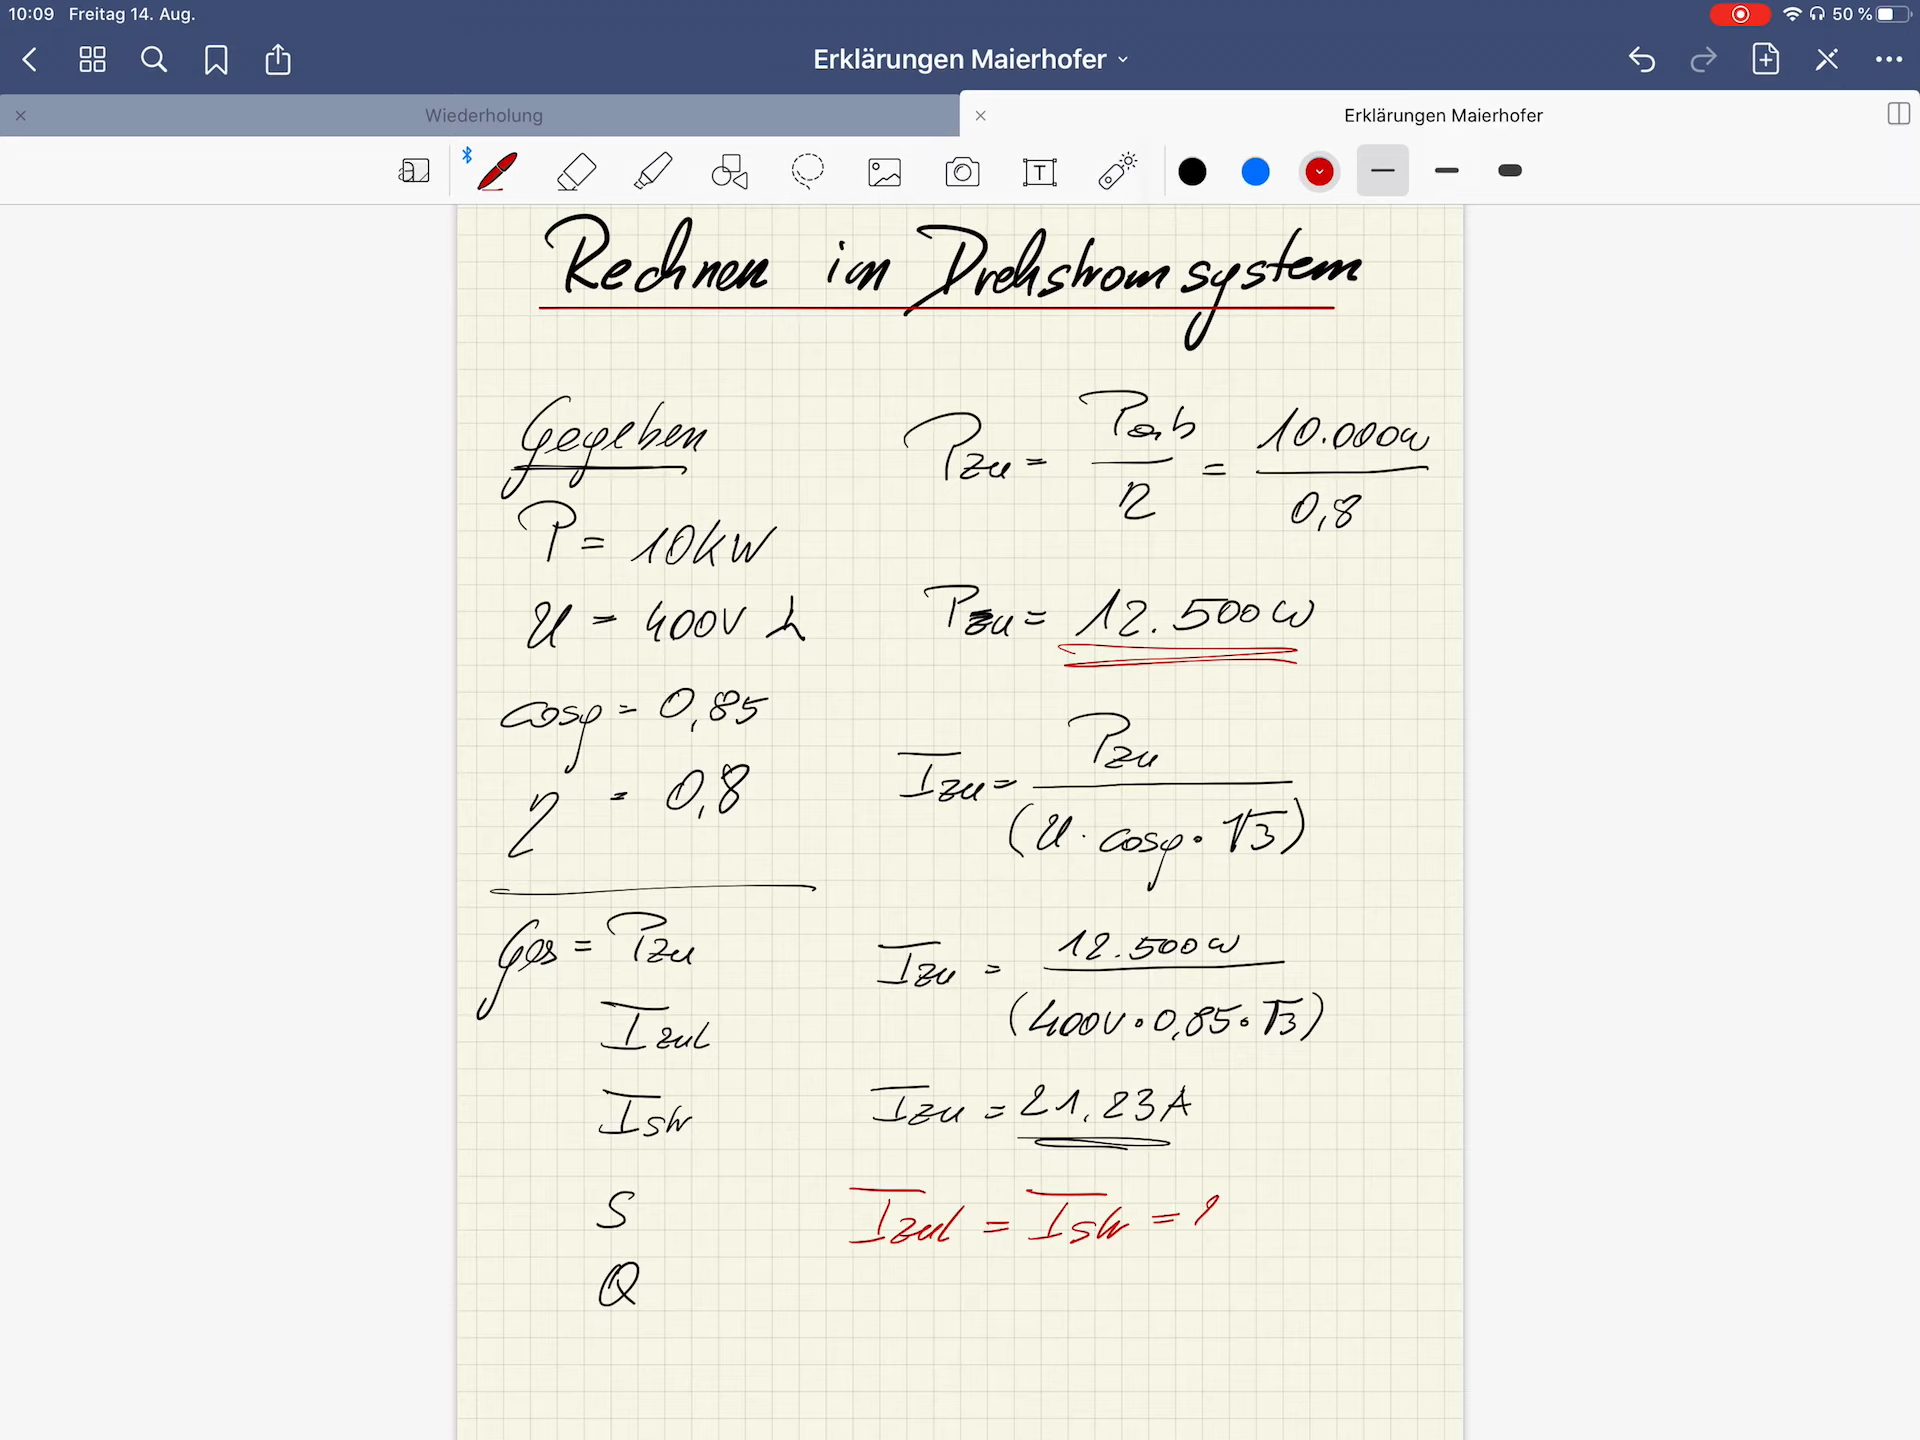 10:09 Freitag 14. Aug.
50 %
Erklärungen Maierhofer
Wiederholung
Erklärungen Maierhofer
Rechnen im Drehstromsystem
Gegeben
P = 10kW
U = 400V
cosφ = 0,85
η = 0,8
Ges = Pzu
Izul
Istr
S
Q
Pzu = Pab / η = 10.000W / 0,8
Pzu = 12.500W
Izu = Pzu / (U · cosφ · √3)
Izu = 12.500W / (400V · 0,85 · √3)
Izu = 21,23A
Izul = Istr =